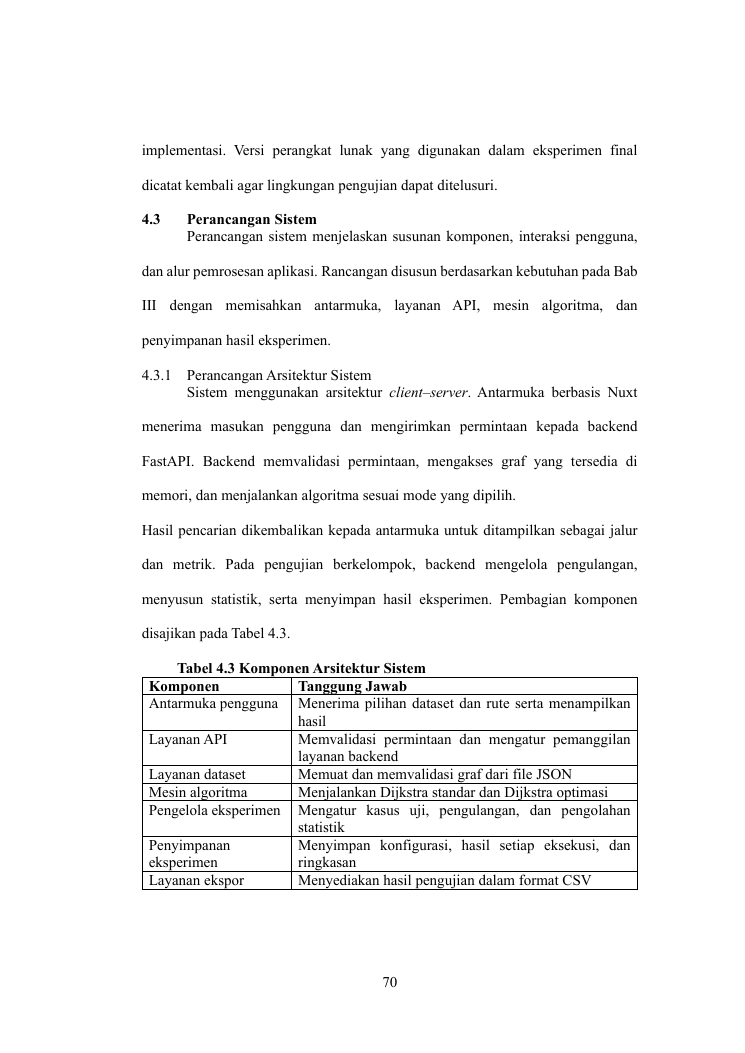 implementasi. Versi perangkat lunak yang digunakan dalam eksperimen final
dicatat kembali agar lingkungan pengujian dapat ditelusuri.
4.3 Perancangan Sistem
Perancangan sistem menjelaskan susunan komponen, interaksi pengguna,
dan alur pemrosesan aplikasi. Rancangan disusun berdasarkan kebutuhan pada Bab
III dengan memisahkan antarmuka, layanan API, mesin algoritma, dan
penyimpanan hasil eksperimen.
4.3.1 Perancangan Arsitektur Sistem
Sistem menggunakan arsitektur client–server. Antarmuka berbasis Nuxt
menerima masukan pengguna dan mengirimkan permintaan kepada backend
FastAPI. Backend memvalidasi permintaan, mengakses graf yang tersedia di
memori, dan menjalankan algoritma sesuai mode yang dipilih.
Hasil pencarian dikembalikan kepada antarmuka untuk ditampilkan sebagai jalur
dan metrik. Pada pengujian berkelompok, backend mengelola pengulangan,
menyusun statistik, serta menyimpan hasil eksperimen. Pembagian komponen
disajikan pada Tabel 4.3.
Tabel 4.3 Komponen Arsitektur Sistem
Komponen Tanggung Jawab
Antarmuka pengguna Menerima pilihan dataset dan rute serta menampilkan
hasil
Layanan API Memvalidasi permintaan dan mengatur pemanggilan
layanan backend
Layanan dataset Memuat dan memvalidasi graf dari file JSON
Mesin algoritma Menjalankan Dijkstra standar dan Dijkstra optimasi
Pengelola eksperimen Mengatur kasus uji, pengulangan, dan pengolahan
statistik
Penyimpanan Menyimpan konfigurasi, hasil setiap eksekusi, dan
eksperimen ringkasan
Layanan ekspor Menyediakan hasil pengujian dalam format CSV
70